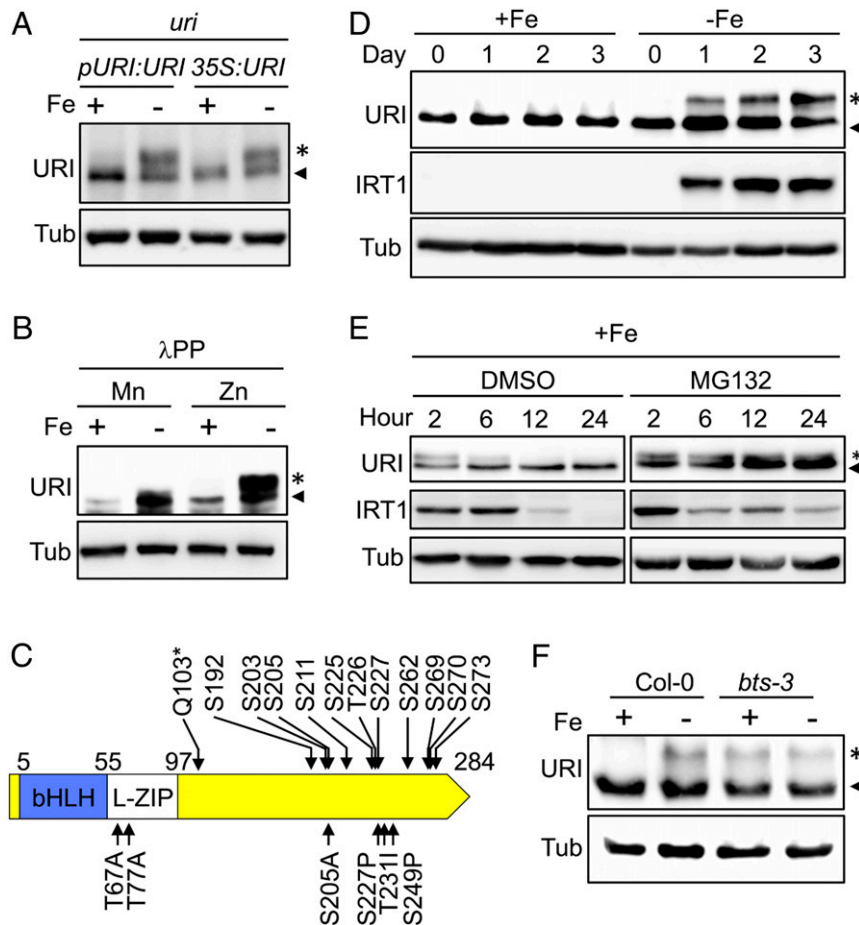 A
uri
pURI:URI 35S:URI
Fe + - + -
URI * ◄
Tub
B
λPP
Mn Zn
Fe + - + -
URI * ◄
Tub
C
Q103* S192 S203 S205 S211 S225 T226 S227 S262 S269 S270 S273
5 55 97 284
bHLH L-ZIP
T67A T77A S205A S227P T231I S249P
D
+Fe -Fe
Day 0 1 2 3 0 1 2 3
URI * ◄
IRT1
Tub
E
+Fe
DMSO MG132
Hour 2 6 12 24 2 6 12 24
URI * ◄
IRT1
Tub
F
Col-0 bts-3
Fe + - + -
URI * ◄
Tub